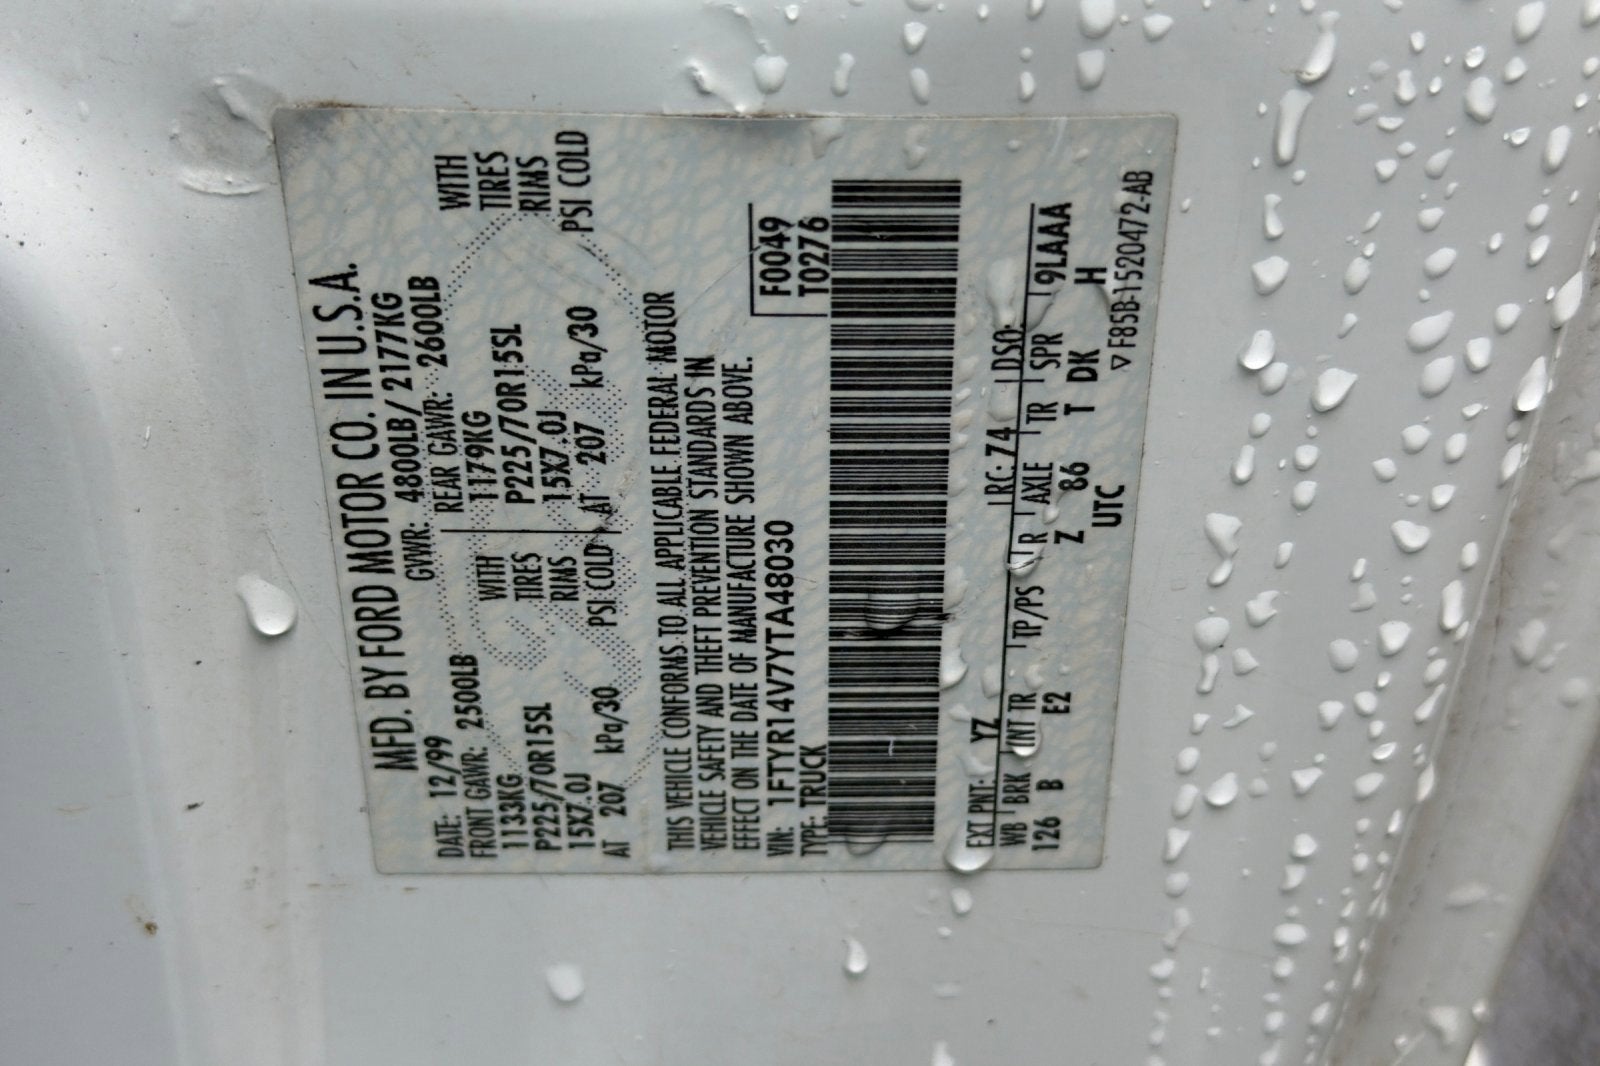 MFD. BY FORD MOTOR CO. IN U.S.A.
DATE: 12/99 GVWR: 4800LB/ 2177KG
FRONT GAWR: 2500LB REAR GAWR: 2600LB
1133KG WITH 1179KG WITH
P225/70R15SL TIRES P225/70R15SL TIRES
15X7.0J RIMS 15X7.0J RIMS
AT 207 kPa/30 PSI COLD AT 207 kPa/30 PSI COLD
THIS VEHICLE CONFORMS TO ALL APPLICABLE FEDERAL MOTOR
VEHICLE SAFETY AND THEFT PREVENTION STANDARDS IN
EFFECT ON THE DATE OF MANUFACTURE SHOWN ABOVE.
VIN: 1FTYR14V7YTA48030 F0049
TYPE: TRUCK T0276
EXT PNT: YZ RC: 74 DSO:
WB BRK INT TR TP/PS R AXLE TR SPR 9LAAA
126 B E2 Z 86 T DK H
UTC ▽ F85B-1520472-AB